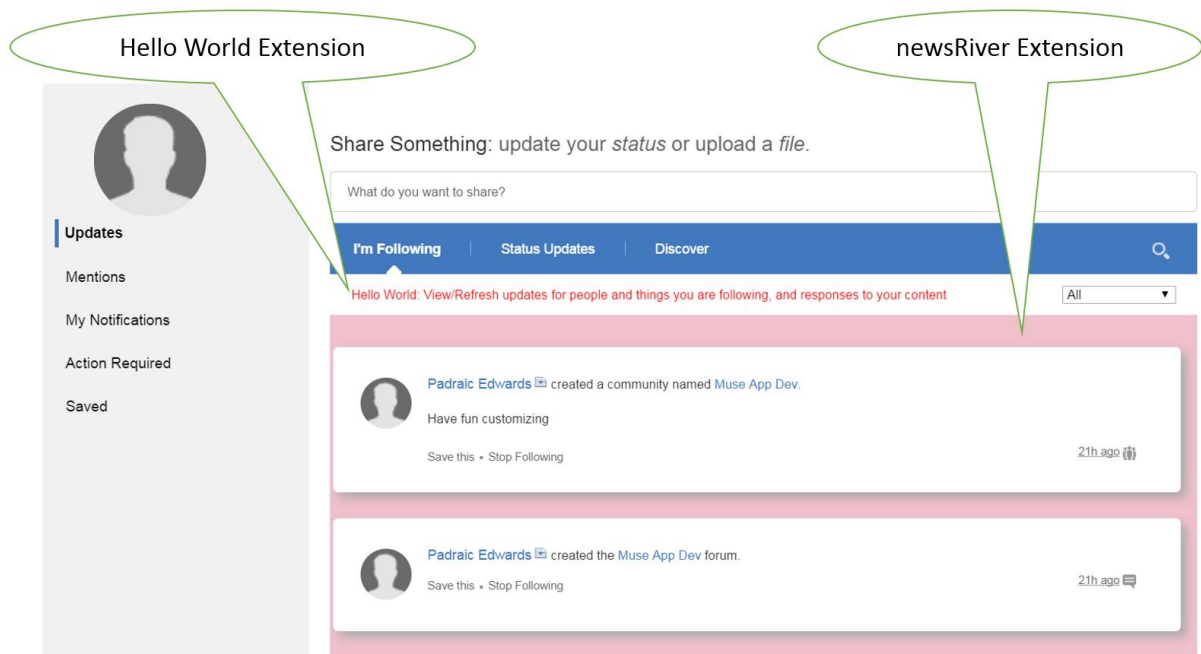 Hello World Extension
newsRiver Extension
Share Something: update your status or upload a file.
What do you want to share?
Updates
Mentions
My Notifications
Action Required
Saved
I'm Following
Status Updates
Discover
Hello World: View/Refresh updates for people and things you are following, and responses to your content
All
Padraic Edwards created a community named Muse App Dev.
Have fun customizing
Save this • Stop Following
21h ago
Padraic Edwards created the Muse App Dev forum.
Save this • Stop Following
21h ago